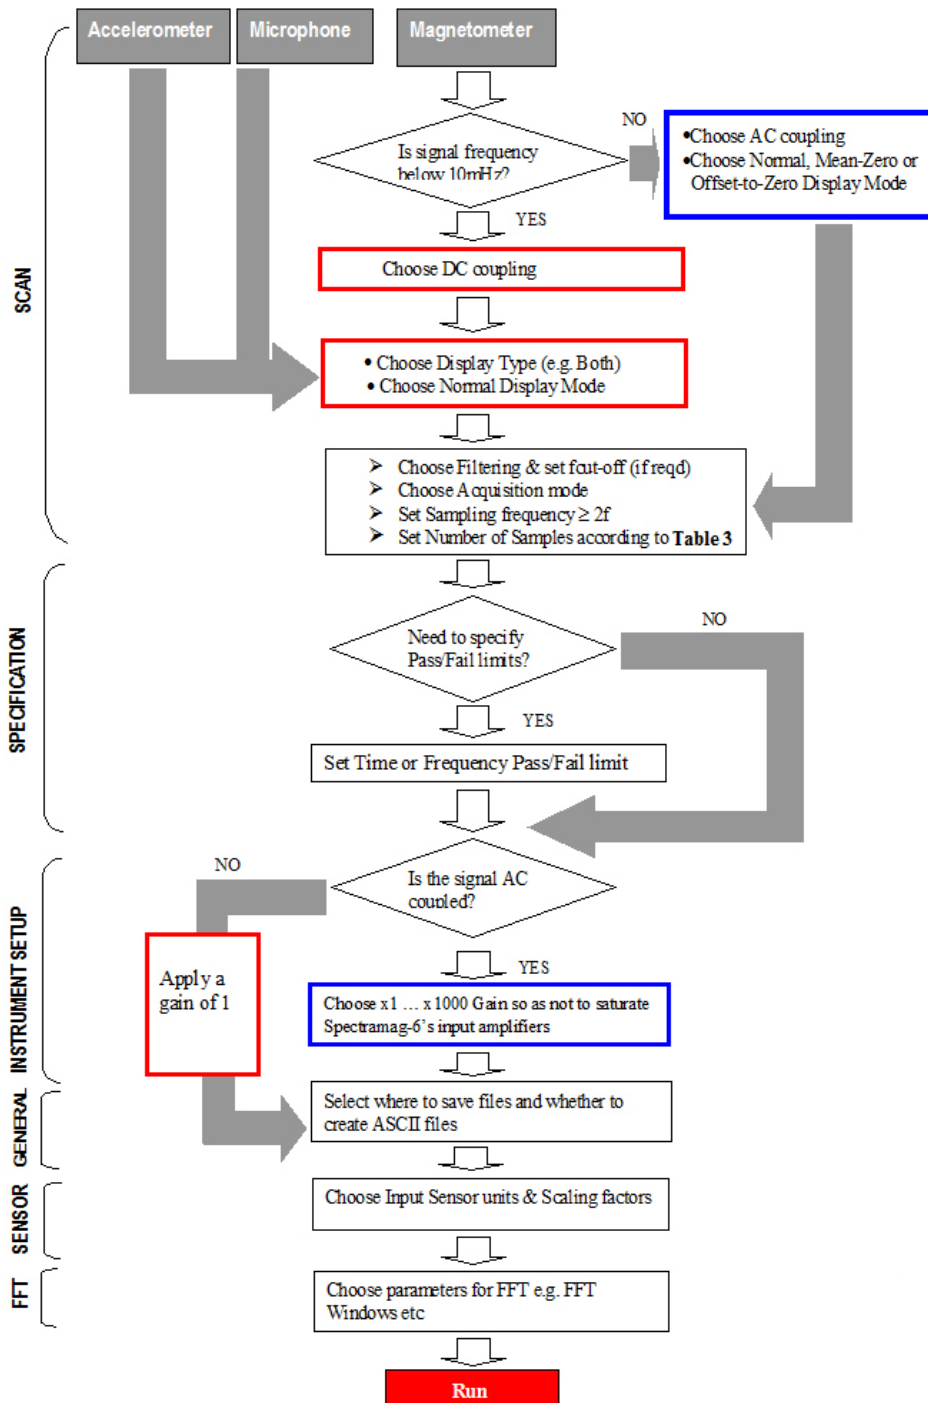 Accelerometer
Microphone
Magnetometer
Is signal frequency
below 10mHz?
NO
•Choose AC coupling
•Choose Normal, Mean-Zero or
Offset-to-Zero Display Mode
YES
Choose DC coupling
SCAN
• Choose Display Type (e.g. Both)
• Choose Normal Display Mode
➤ Choose Filtering & set fcut-off (if reqd)
➤ Choose Acquisition mode
➤ Set Sampling frequency ≥ 2f
➤ Set Number of Samples according to Table 3
SPECIFICATION
Need to specify
Pass/Fail limits?
NO
YES
Set Time or Frequency Pass/Fail limit
INSTRUMENT SETUP
Is the signal AC
coupled?
NO
Apply a
gain of 1
YES
Choose x1 ... x1000 Gain so as not to saturate
Spectramag-6's input amplifiers
GENERAL
Select where to save files and whether to
create ASCII files
SENSOR
Choose Input Sensor units & Scaling factors
FFT
Choose parameters for FFT e.g. FFT
Windows etc
Run